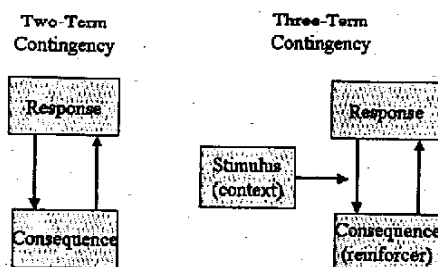 Two-Term
Contingency
Response
Consequence
Three-Term
Contingency
Response
Stimulus
(context)
Consequence
(reinforcer)